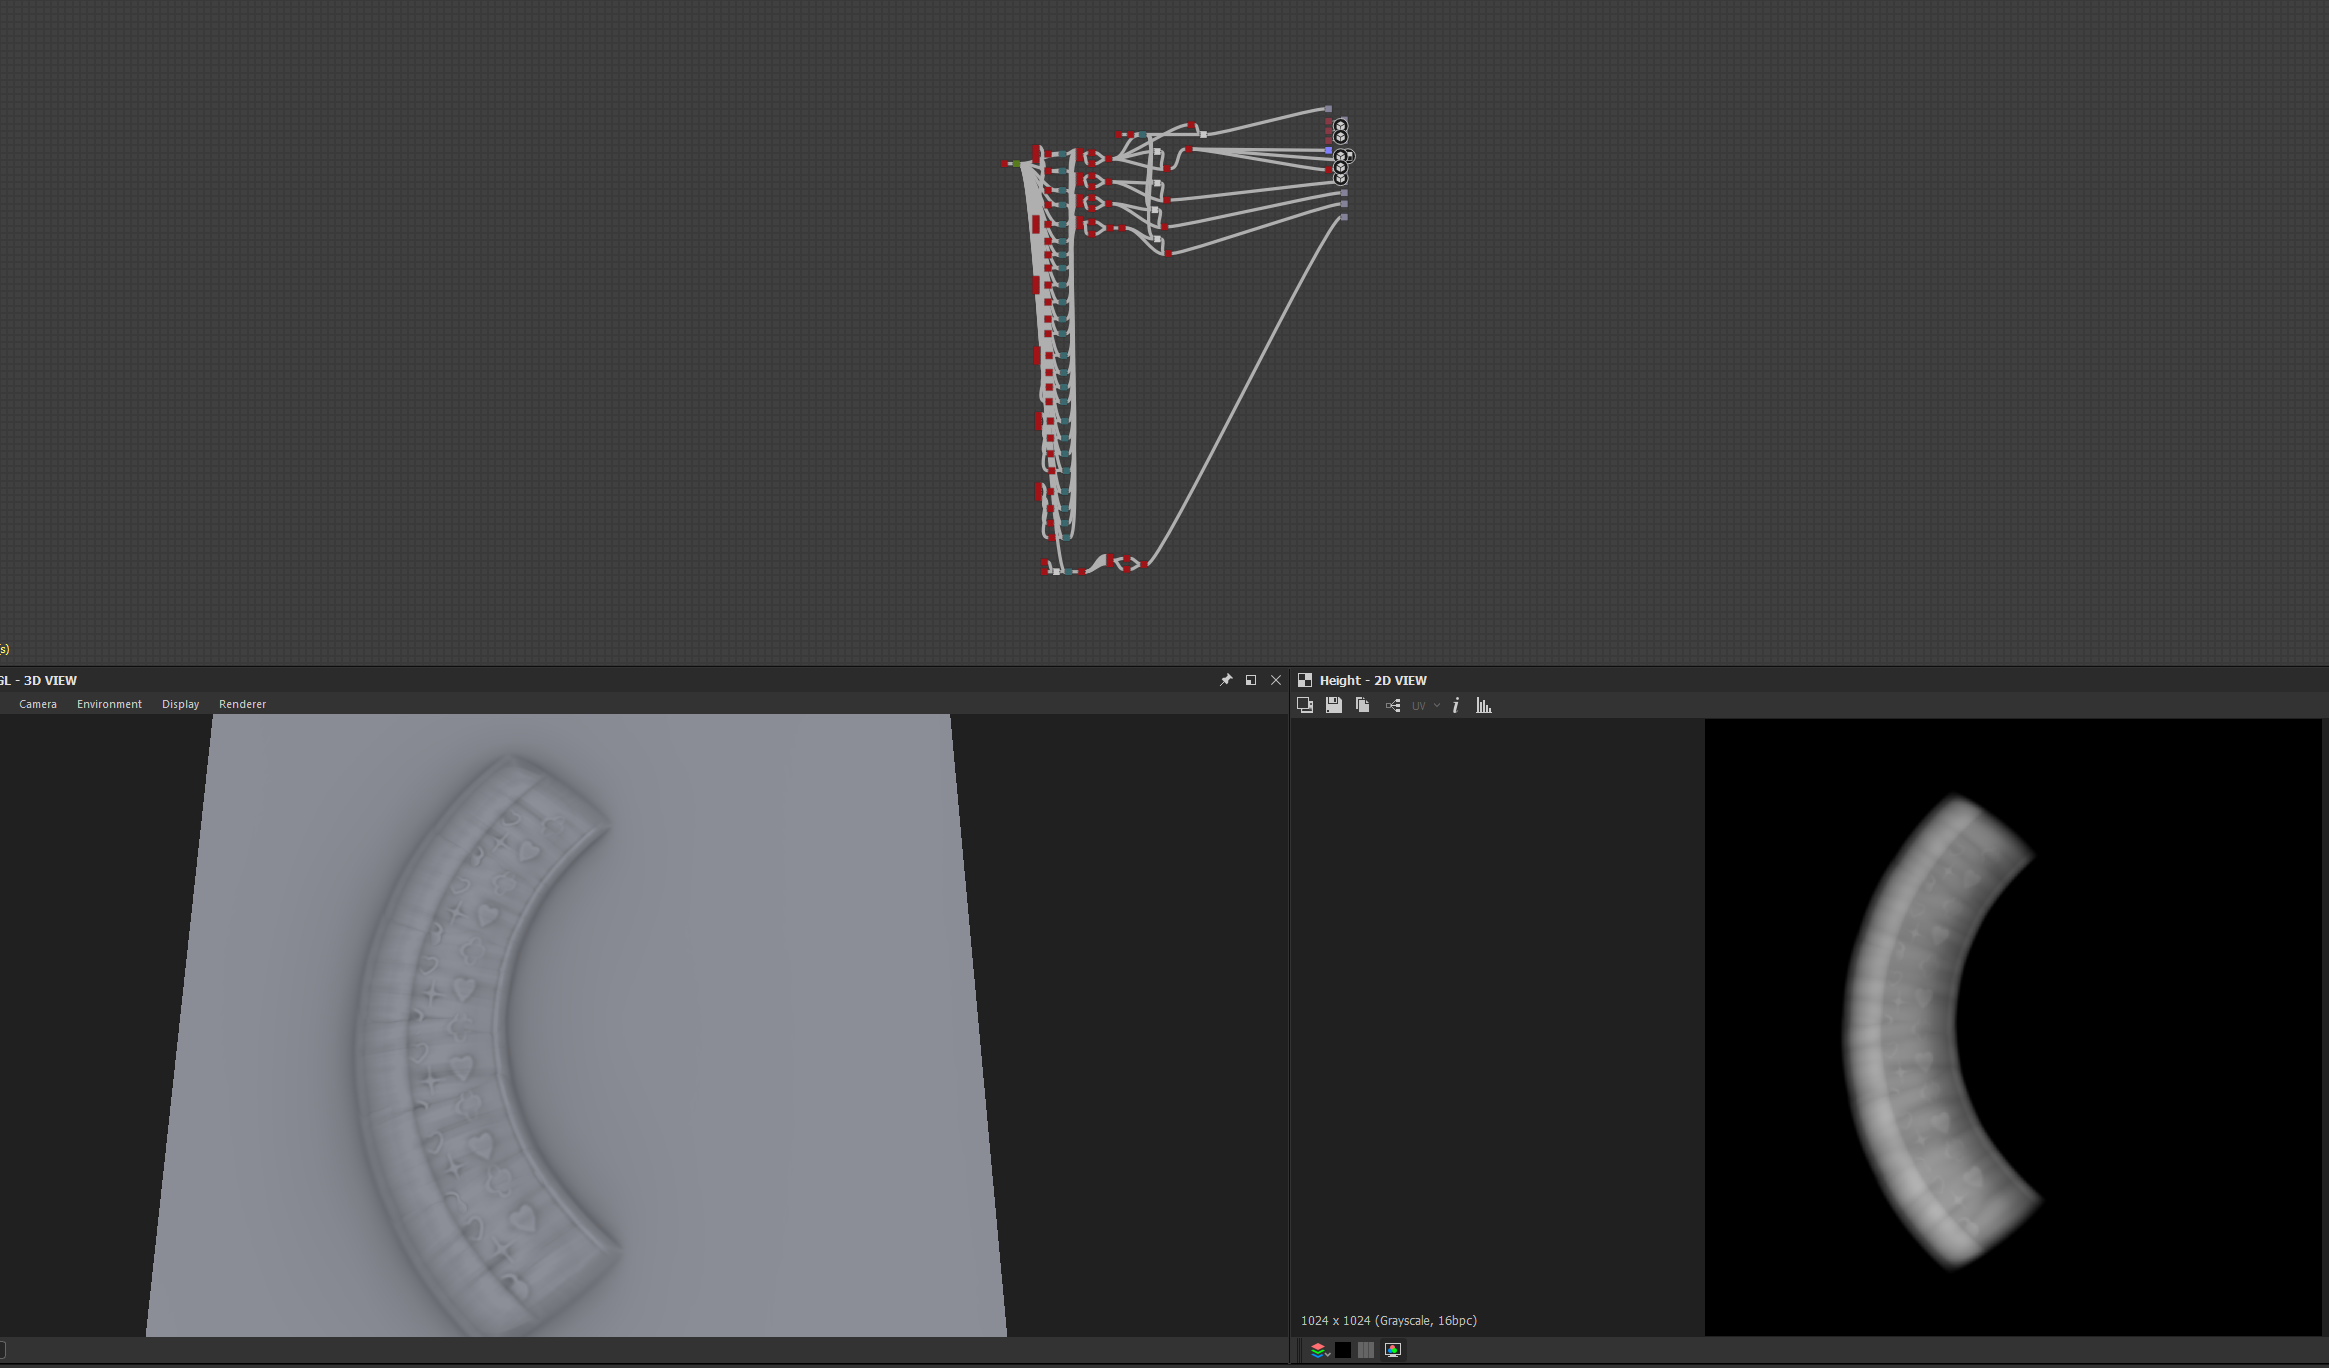 s)
GL - 3D VIEW
Height - 2D VIEW
Camera Environment Display Renderer
UV
i
1024 x 1024 (Grayscale, 16bpc)